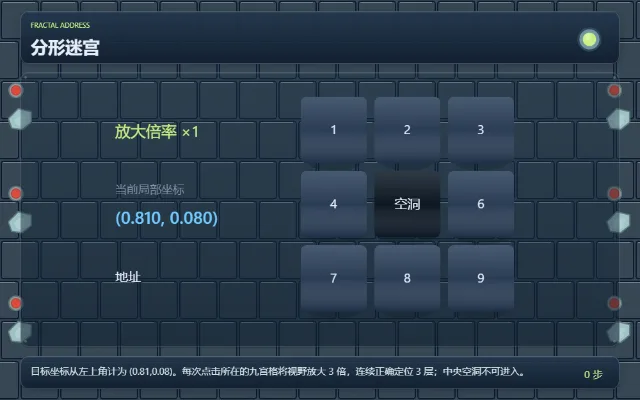 FRACTAL ADDRESS
分形迷宫
放大倍率 ×1
当前局部坐标
(0.810, 0.080)
地址
1 2 3
4 空洞 6
7 8 9
目标坐标从左上角计为 (0.81,0.08)。每次点击所在的九宫格将视野放大 3 倍，连续正确定位 3 层；中央空洞不可进入。
0 步